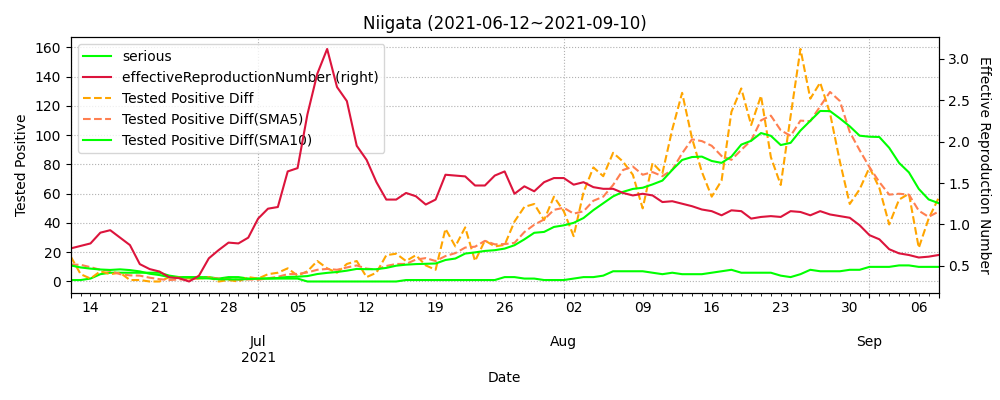 Niigata (2021-06-12~2021-09-10)
serious
effectiveReproductionNumber (right)
Tested Positive Diff
Tested Positive Diff(SMA5)
Tested Positive Diff(SMA10)
Tested Positive
160
140
120
100
80
60
40
20
0
3.0
2.5
2.0
1.5
1.0
0.5
Effective Reproduction Number
14 21 28 05 12 19 26 02 09 16 23 30 06
Jul Aug Sep
2021
Date